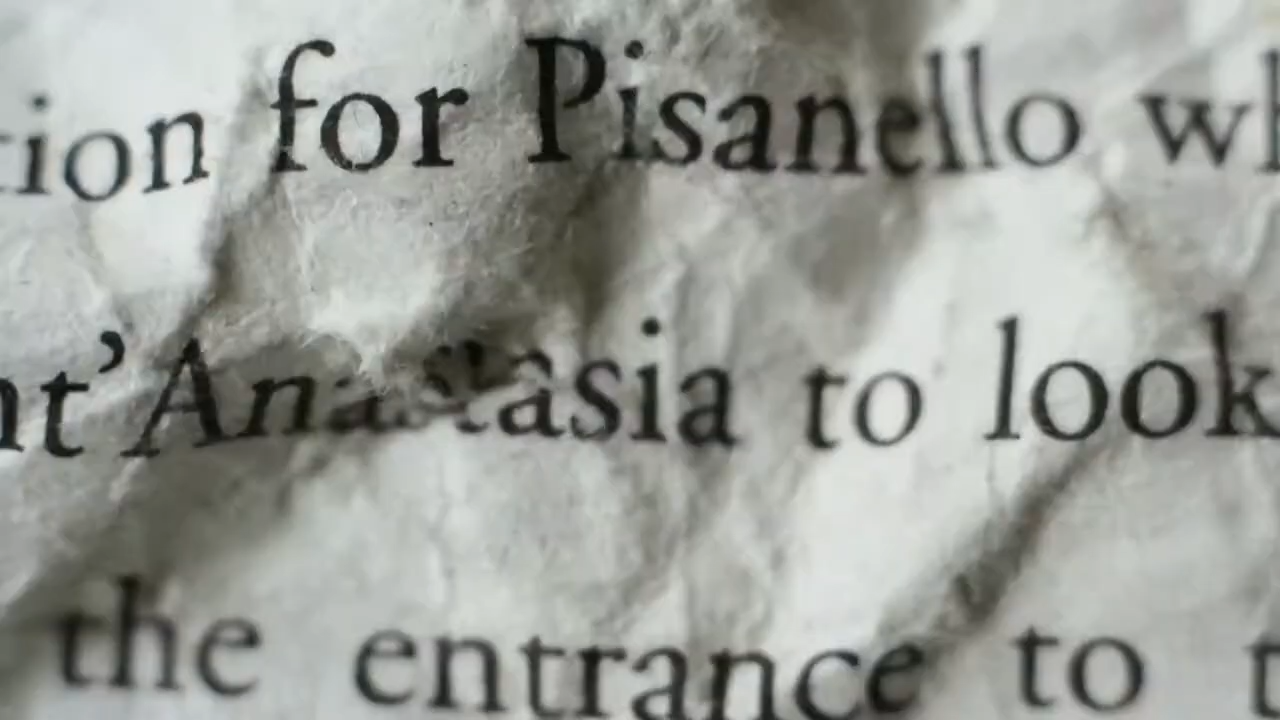 tion for Pisanello wh
nt’Anastasia to look
the entrance to t